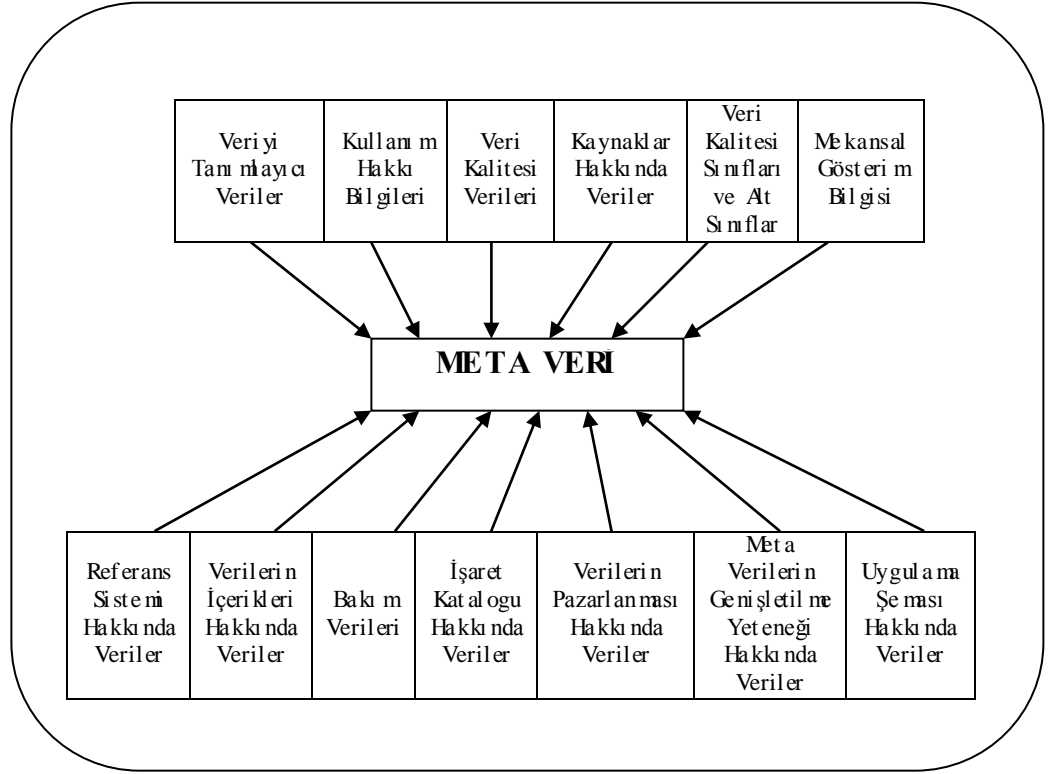 Veriyi
Tanımlayıcı
Veriler
Kullanım
Hakkı
Bilgileri
Veri
Kalitesi
Verileri
Kaynaklar
Hakkında
Veriler
Veri
Kalitesi
Sınıfları
ve Alt
Sınıflar
Mekansal
Gösterim
Bilgisi
META VERİ
Referans
Sistemi
Hakkında
Veriler
Verilerin
İçerikleri
Hakkında
Veriler
Bakım
Verileri
İşaret
Katalogu
Hakkında
Veriler
Verilerin
Pazarlanması
Hakkında
Veriler
Meta
Verilerin
Genişletilme
Yeteneği
Hakkında
Veriler
Uygulama
Şeması
Hakkında
Veriler